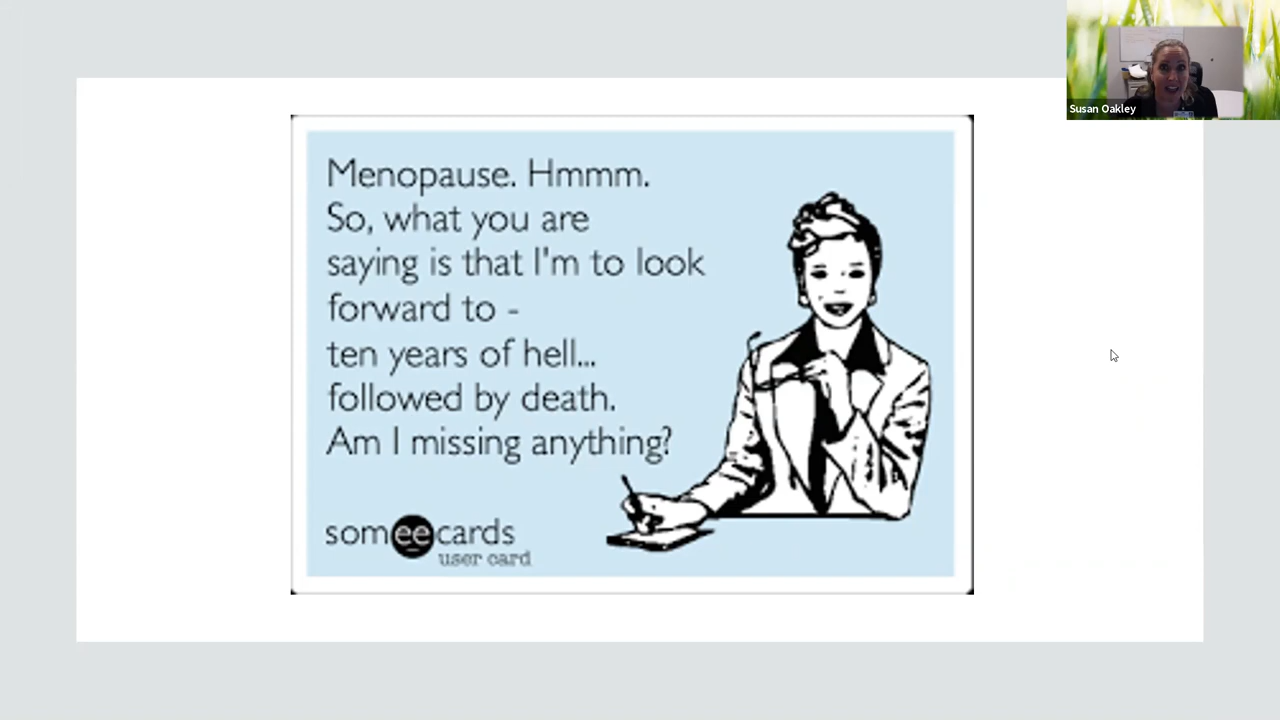 Susan Oakley
Menopause. Hmmm.
So, what you are
saying is that I'm to look
forward to -
ten years of hell...
followed by death.
Am I missing anything?
someecards
user card